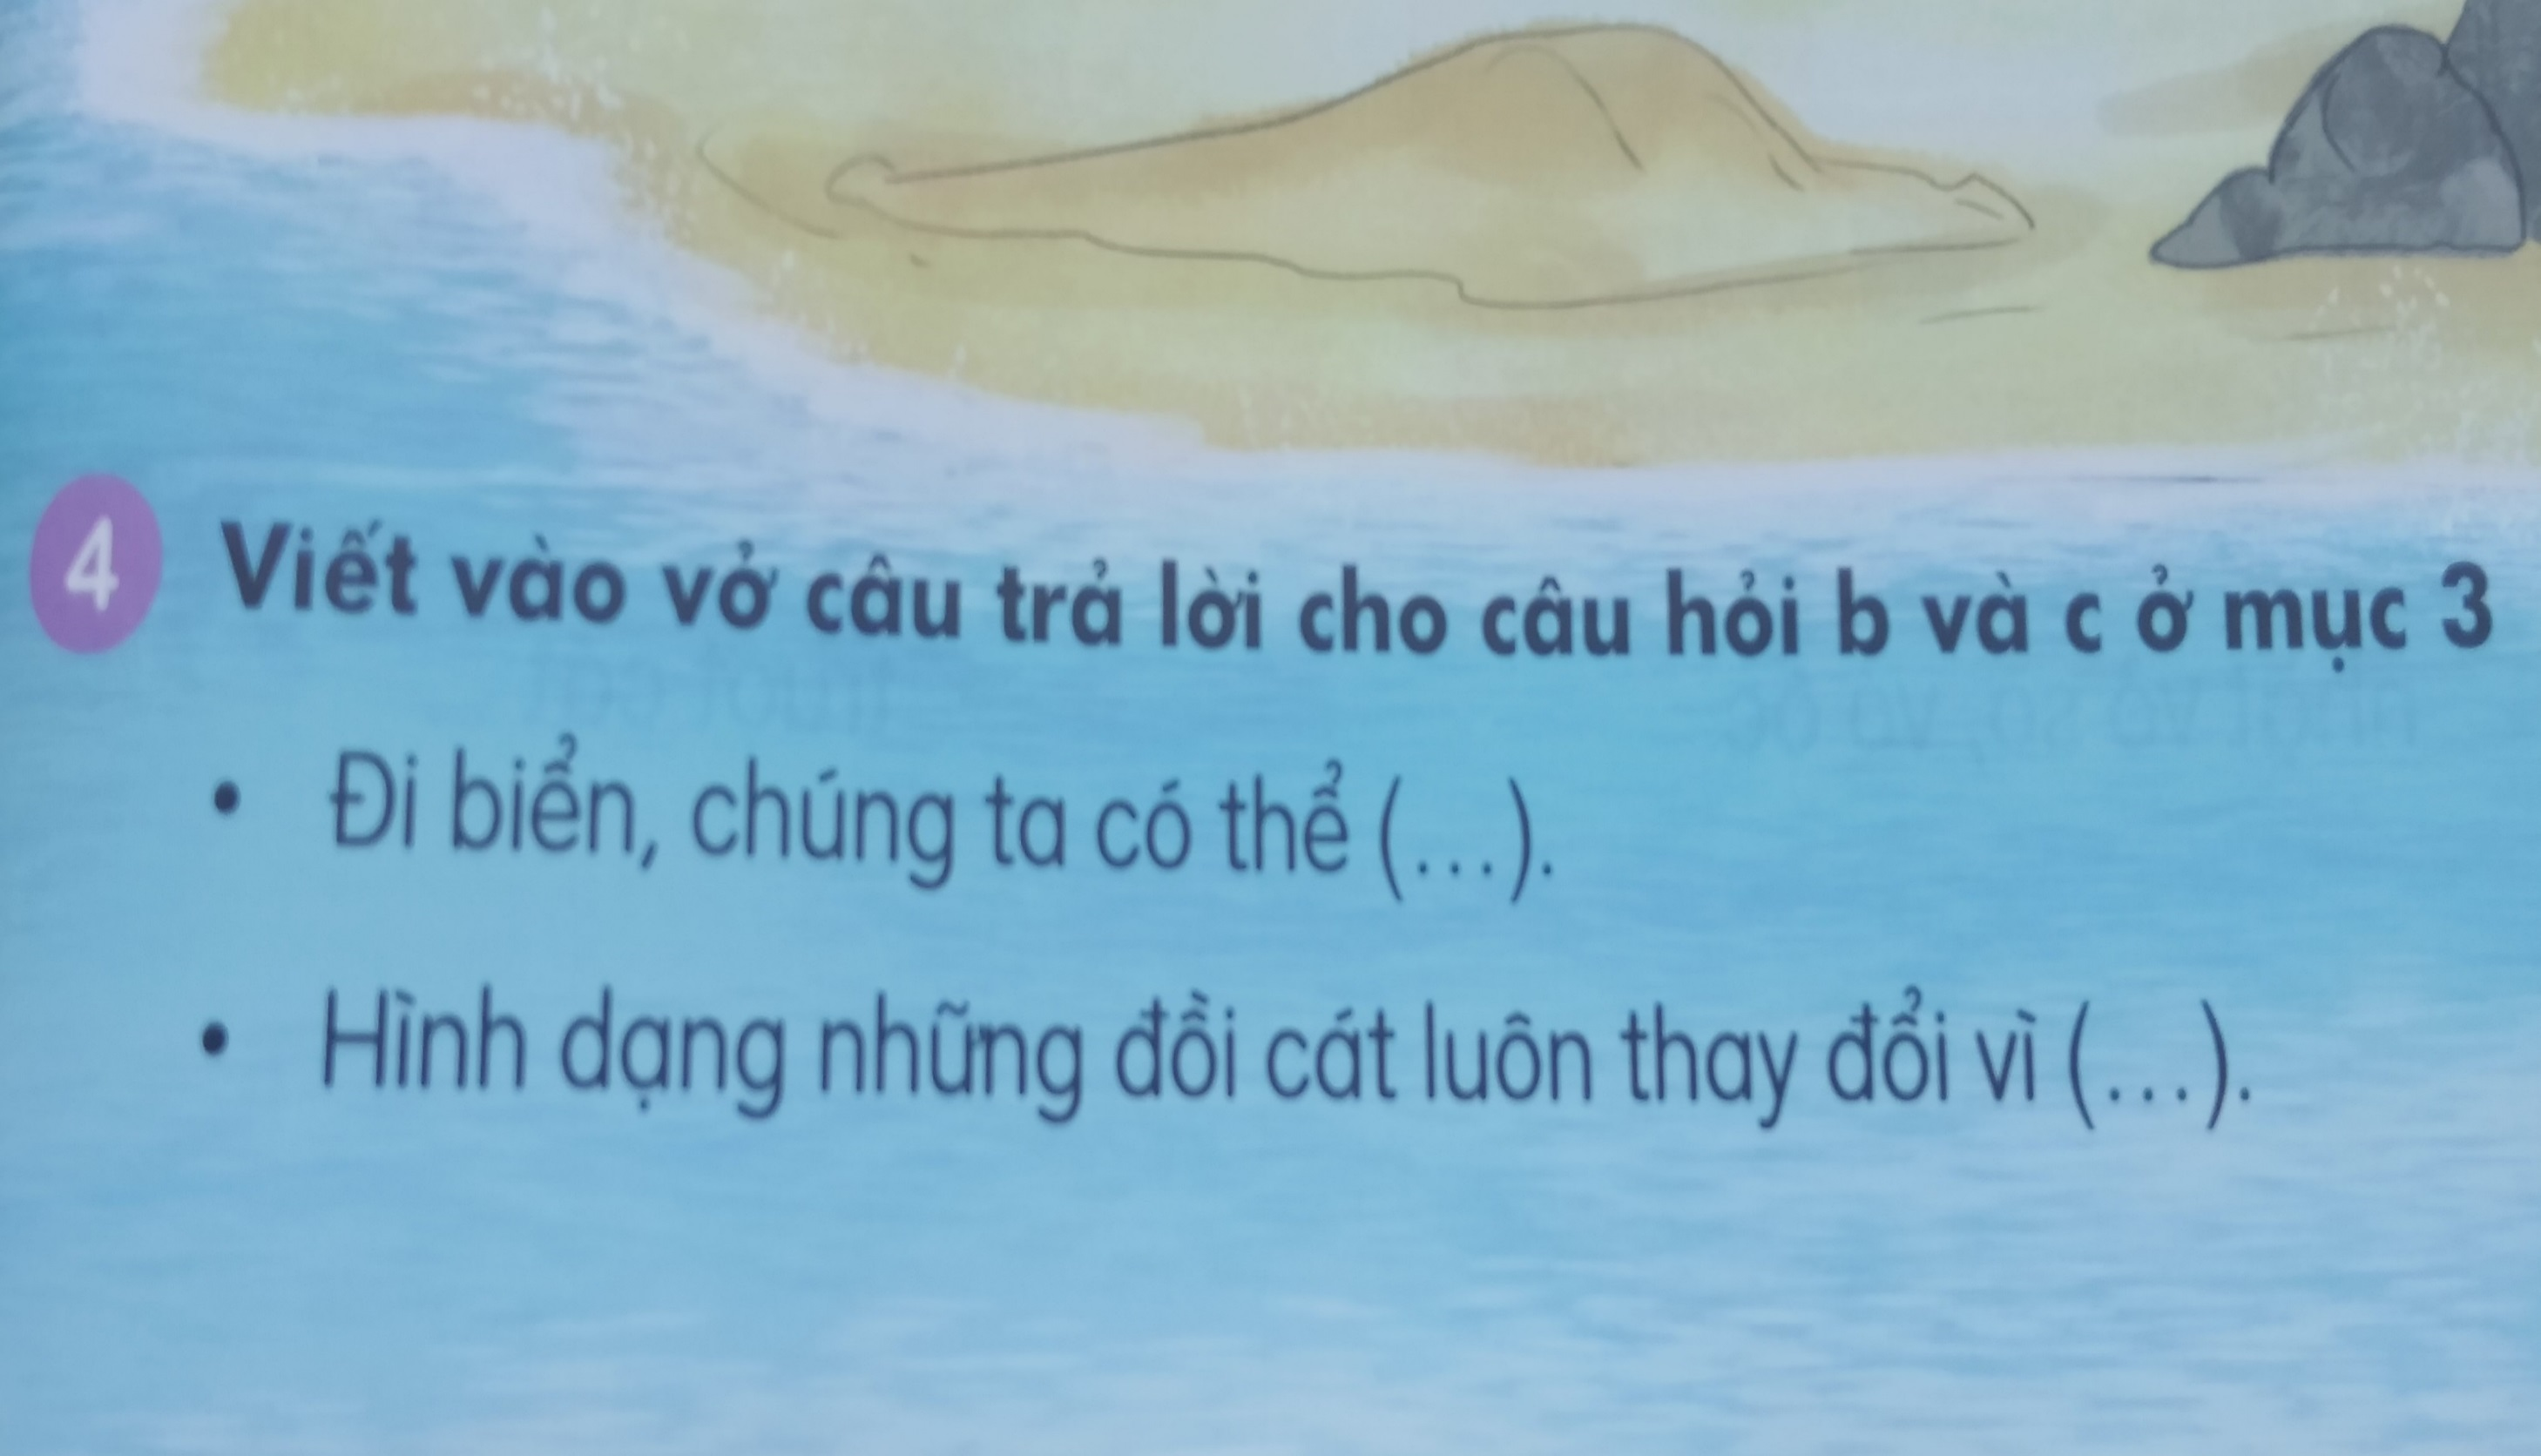 4 Viết vào vở câu trả lời cho câu hỏi b và c ở mục 3
• Đi biển, chúng ta có thể (...).
• Hình dạng những đồi cát luôn thay đổi vì (...).